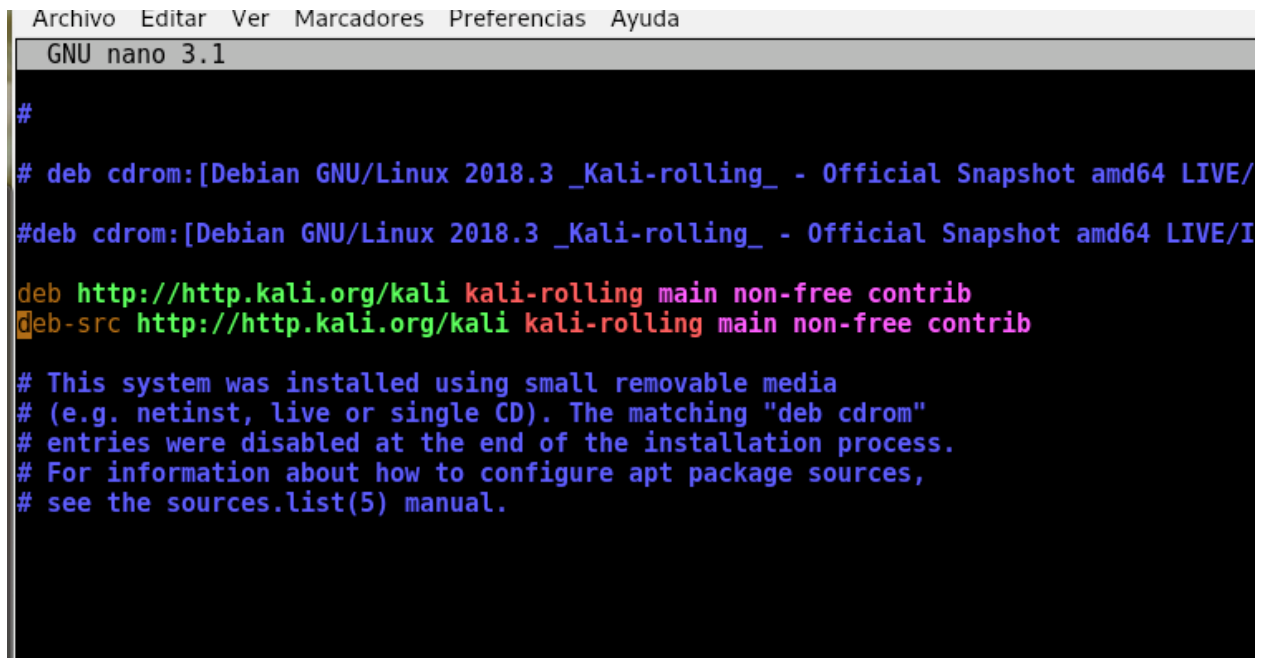 Archivo Editar Ver Marcadores Preferencias Ayuda
GNU nano 3.1
#
# deb cdrom:[Debian GNU/Linux 2018.3 _Kali-rolling_ - Official Snapshot amd64 LIVE/
#deb cdrom:[Debian GNU/Linux 2018.3 _Kali-rolling_ - Official Snapshot amd64 LIVE/I
deb http://http.kali.org/kali kali-rolling main non-free contrib
deb-src http://http.kali.org/kali kali-rolling main non-free contrib
# This system was installed using small removable media
# (e.g. netinst, live or single CD). The matching "deb cdrom"
# entries were disabled at the end of the installation process.
# For information about how to configure apt package sources,
# see the sources.list(5) manual.